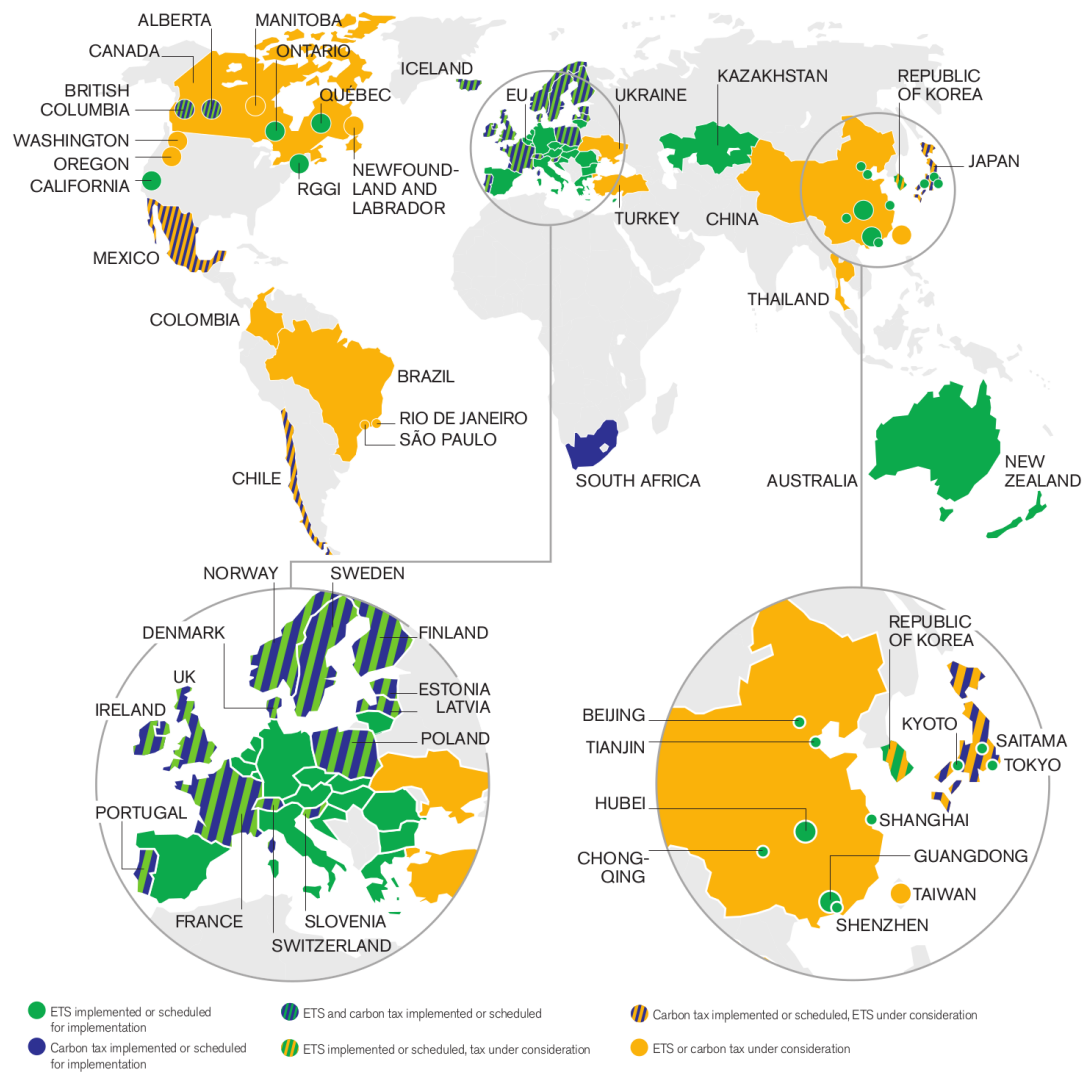 ALBERTA
MANITOBA
CANADA
ONTARIO
ICELAND
BRITISH
COLUMBIA
QUÉBEC
EU
UKRAINE
KAZAKHSTAN
REPUBLIC
OF KOREA
WASHINGTON
OREGON
CALIFORNIA
RGGI
NEWFOUND-
LAND AND
LABRADOR
JAPAN
TURKEY
CHINA
MEXICO
THAILAND
COLOMBIA
BRAZIL
RIO DE JANEIRO
SÃO PAULO
CHILE
SOUTH AFRICA
AUSTRALIA
NEW
ZEALAND
NORWAY
SWEDEN
DENMARK
FINLAND
UK
IRELAND
ESTONIA
LATVIA
POLAND
PORTUGAL
FRANCE
SLOVENIA
SWITZERLAND
REPUBLIC
OF KOREA
BEIJING
TIANJIN
KYOTO
SAITAMA
TOKYO
HUBEI
SHANGHAI
CHONG-
QING
GUANGDONG
TAIWAN
SHENZHEN
ETS implemented or scheduled
for implementation
Carbon tax implemented or scheduled
for implementation
ETS and carbon tax implemented or scheduled
ETS implemented or scheduled, tax under consideration
Carbon tax implemented or scheduled, ETS under consideration
ETS or carbon tax under consideration